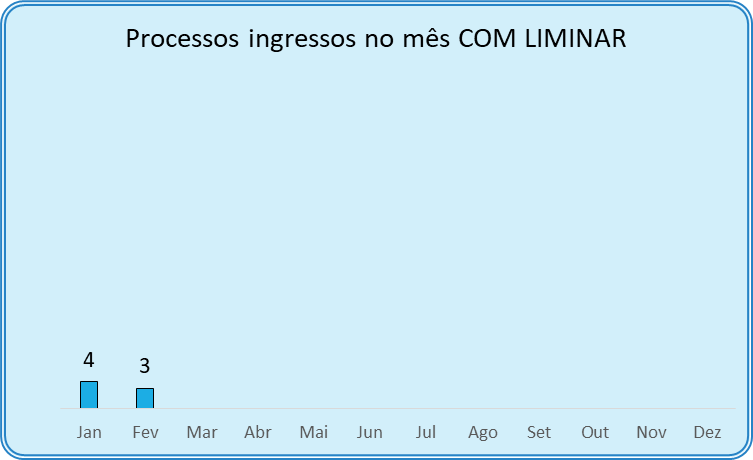 Processos ingressos no mês COM LIMINAR
4 3
Jan Fev Mar Abr Mai Jun Jul Ago Set Out Nov Dez